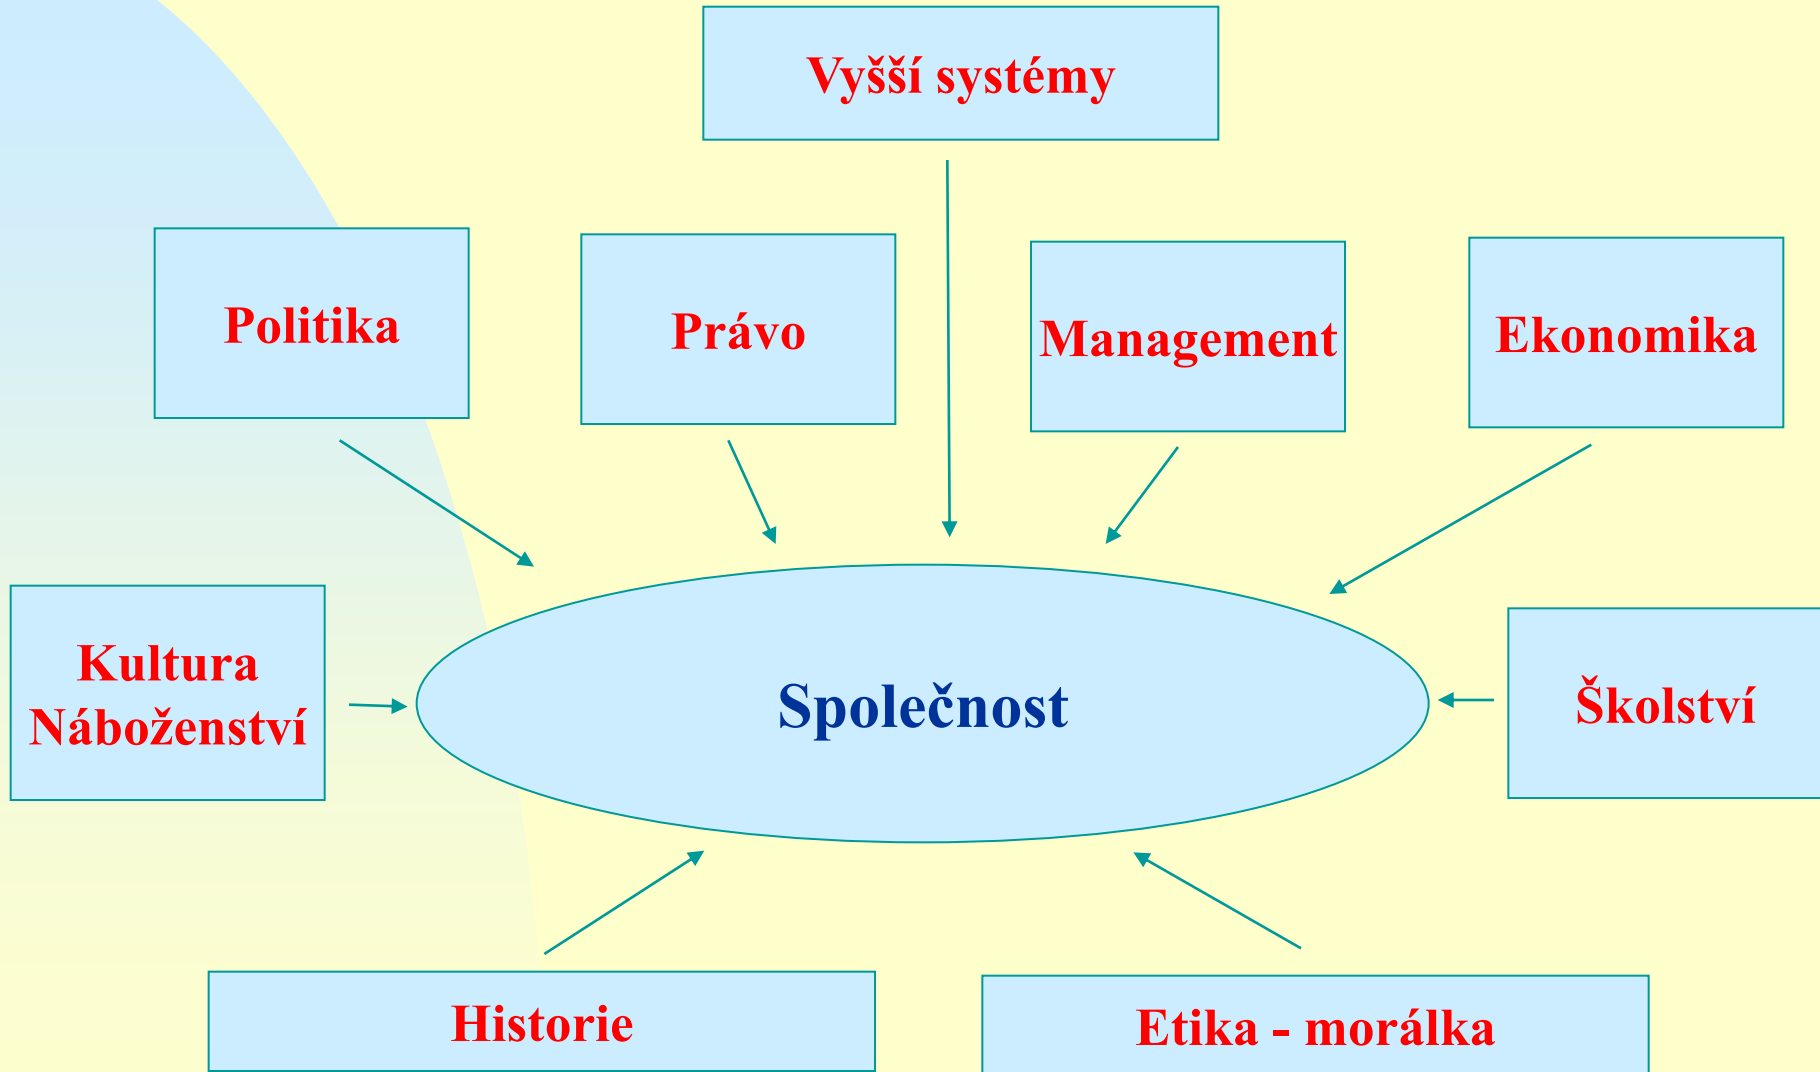 Vyšší systémy
Politika
Právo
Management
Ekonomika
Kultura
Náboženství
Společnost
Školství
Historie
Etika - morálka